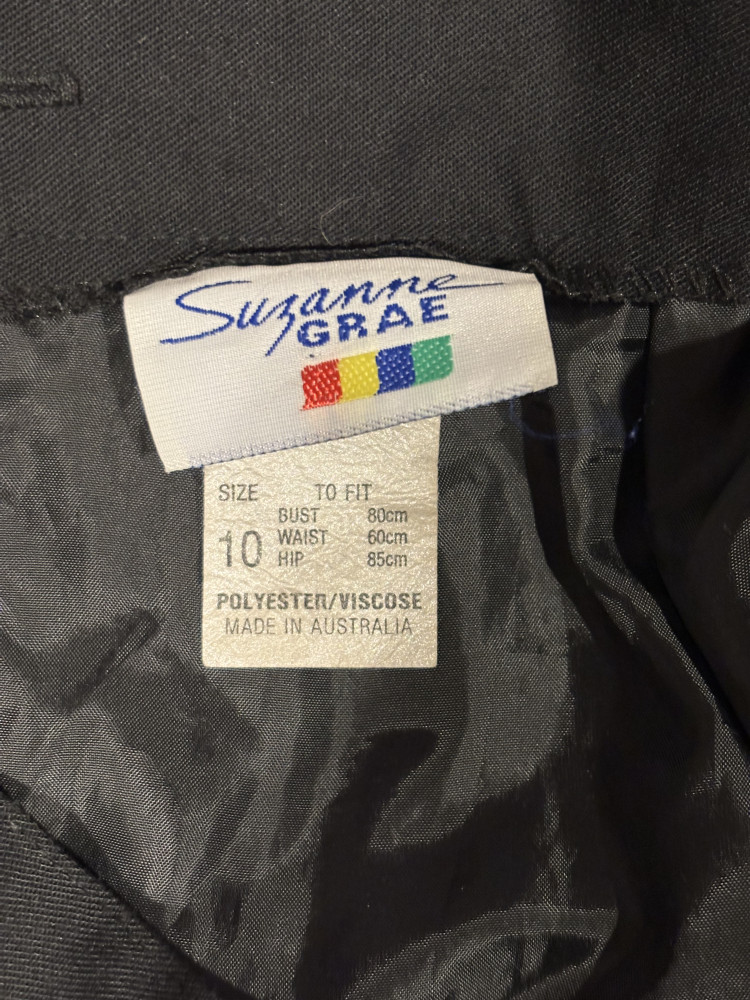 Suzanne
GRAE
SIZE TO FIT
10
BUST 80cm
WAIST 60cm
HIP 85cm
POLYESTER/VISCOSE
MADE IN AUSTRALIA